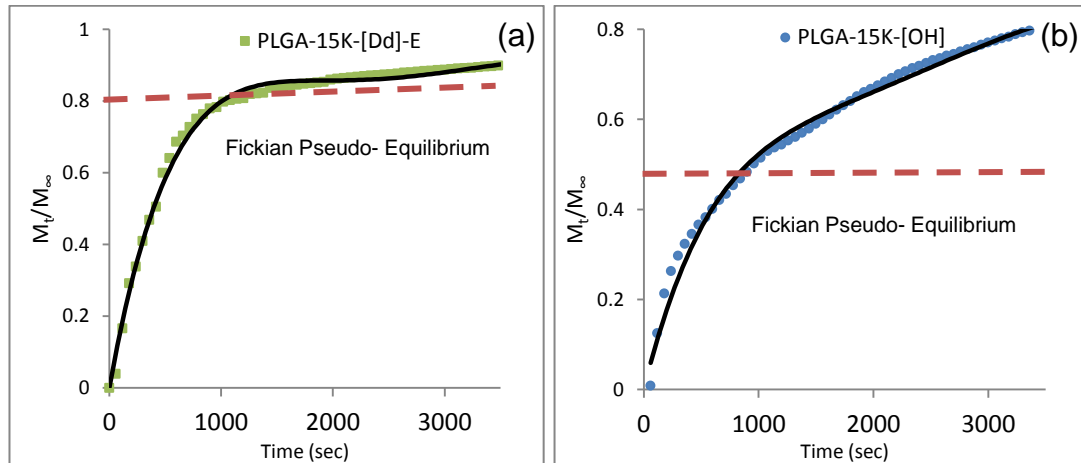 1
PLGA-15K-[Dd]-E
(a)
0.8
Fickian Pseudo- Equilibrium
0.6
Mt/M∞
0.4
0.2
0
0
1000
2000
3000
Time (sec)
0.8
PLGA-15K-[OH]
(b)
0.6
Mt/M∞
0.4
Fickian Pseudo- Equilibrium
0.2
0
0
1000
2000
3000
Time (sec)